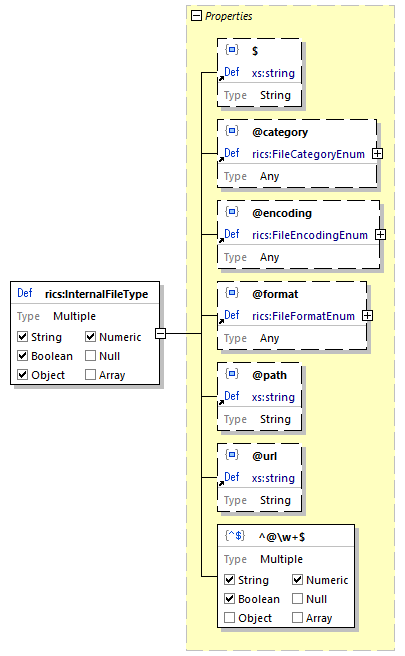 Properties
$
Def xs:string
Type String
@category
Def rics:FileCategoryEnum
Type Any
@encoding
Def rics:FileEncodingEnum
Type Any
Def rics:InternalFileType
Type Multiple
String Numeric
Boolean Null
Object Array
@format
Def rics:FileFormatEnum
Type Any
@path
Def xs:string
Type String
@url
Def xs:string
Type String
{^$} ^@\w+$
Type Multiple
String Numeric
Boolean Null
Object Array